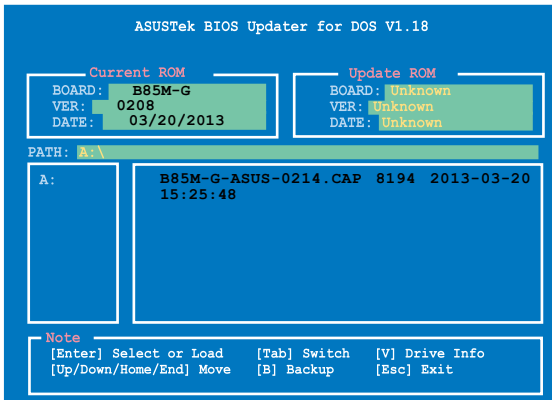 ASUSTek BIOS Updater for DOS V1.18
Current ROM
BOARD: B85M-G
VER: 0208
DATE: 03/20/2013
Update ROM
BOARD: Unknown
VER: Unknown
DATE: Unknown
PATH: A:\
A:
B85M-G-ASUS-0214.CAP 8194 2013-03-20
15:25:48
Note
[Enter] Select or Load [Tab] Switch [V] Drive Info
[Up/Down/Home/End] Move [B] Backup [Esc] Exit